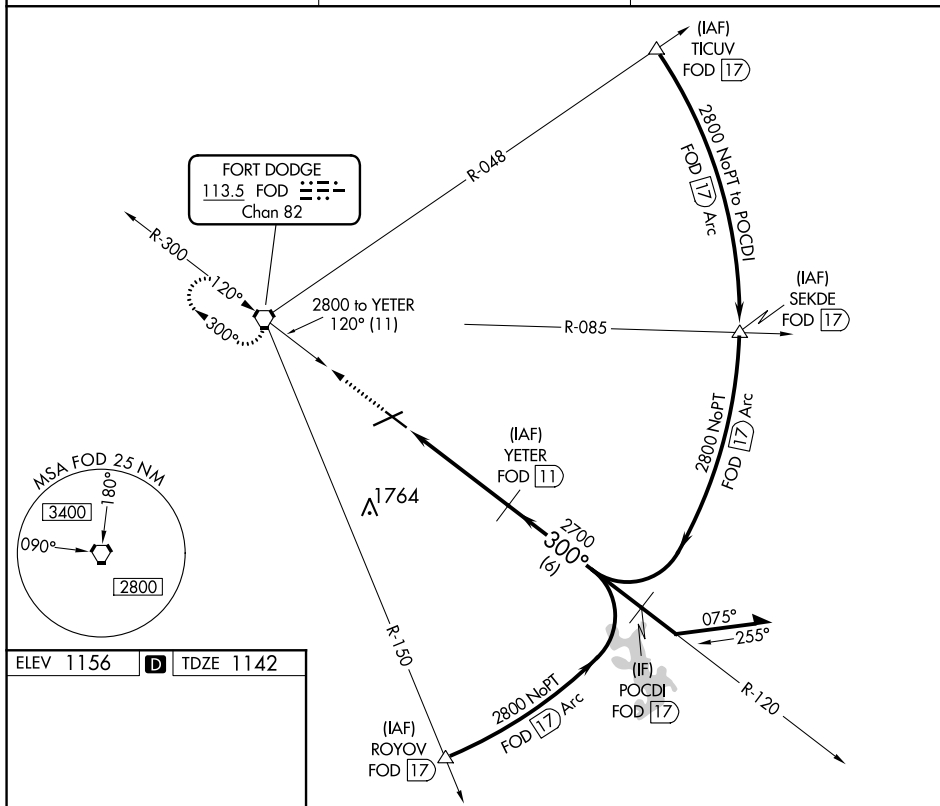 (IAF)
TICUV
FOD 17
2800 NoPT to POCDI
FOD 17 Arc
R-048
FORT DODGE
113.5 FOD
Chan 82
R-300
120°
300°
2800 to YETER
120° (11)
(IAF)
SEKDE
FOD 17
R-085
2800 NoPT
FOD 17 Arc
(IAF)
YETER
FOD 11
1764
MSA FOD 25 NM
180°
3400
090°
2800
2700
300°
(6)
075°
255°
R-150
(IF)
POCDI
FOD 17
R-120
2800 NoPT
FOD 17 Arc
(IAF)
ROYOV
FOD 17
ELEV 1156 D TDZE 1142